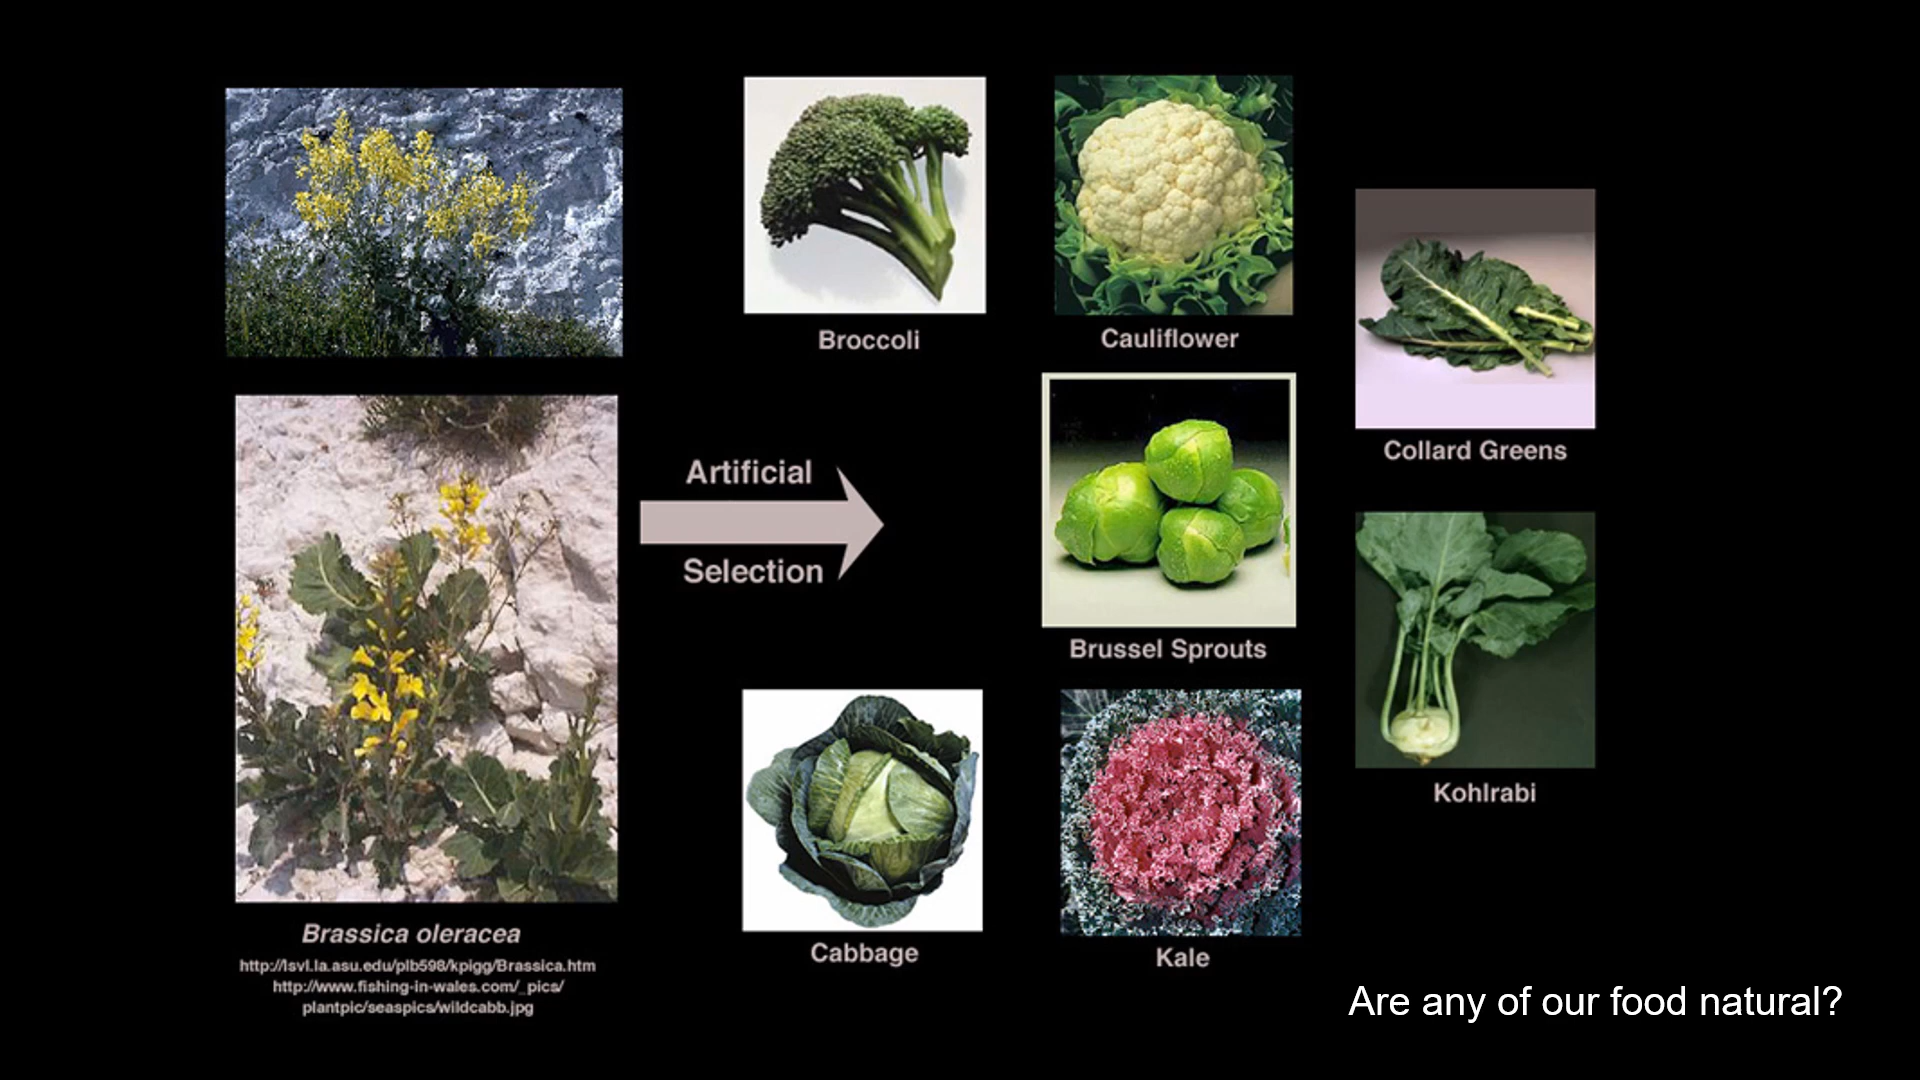 Broccoli
Cauliflower
Collard Greens
Artificial
Selection
Brussel Sprouts
Kohlrabi
Brassica oleracea
http://lsvl.la.asu.edu/plb598/kpigg/Brassica.htm
http://www.fishing-in-wales.com/_pics/
plantpic/seaspics/wildcabb.jpg
Cabbage
Kale
Are any of our food natural?